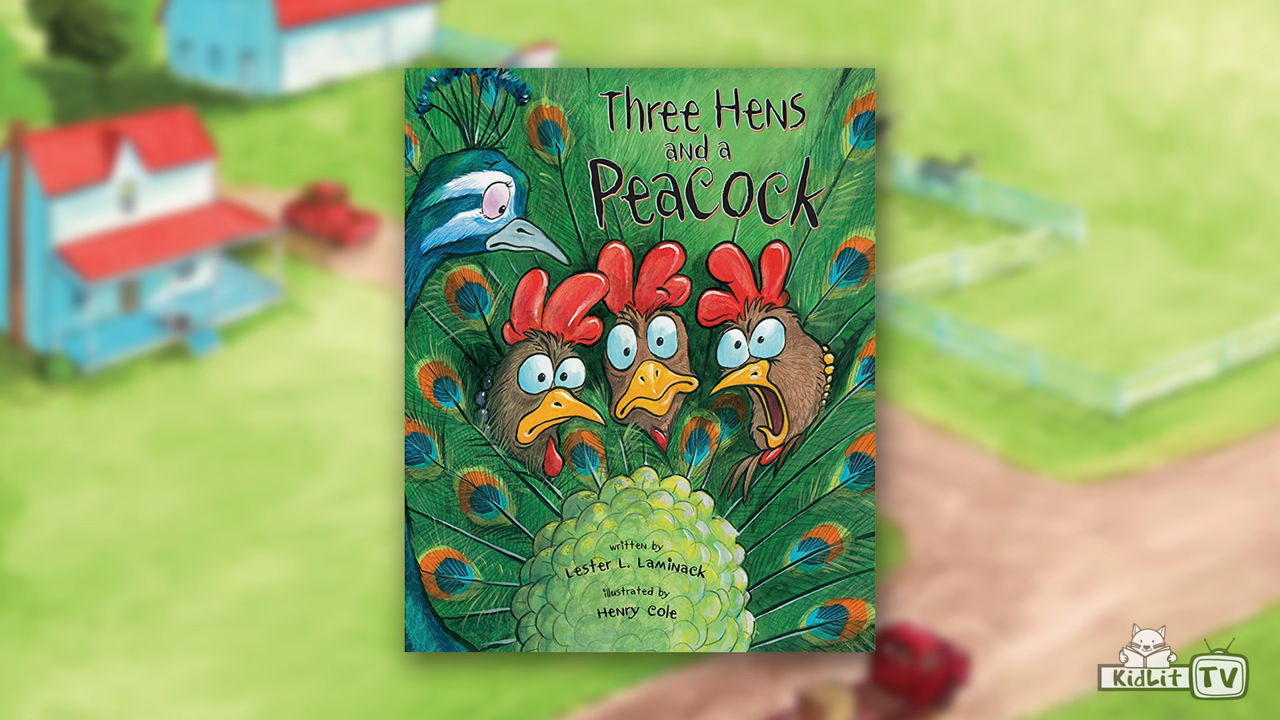 Three Hens
and a
Peacock
written by
Lester L. Laminack
illustrated by
Henry Cole
KidLit TV